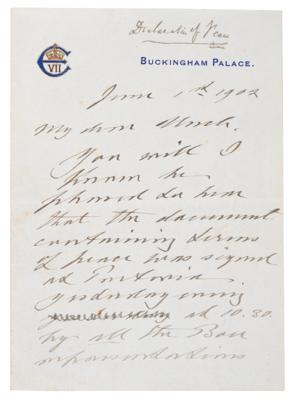 Declaration of Peace
VII
BUCKINGHAM PALACE.
June 1st 1902
My dear
You will I
know be
pleased to hear
that the document
containing terms
of peace was signed
at Pretoria
yesterday evening
at 10.30.
by all the Boer
representatives